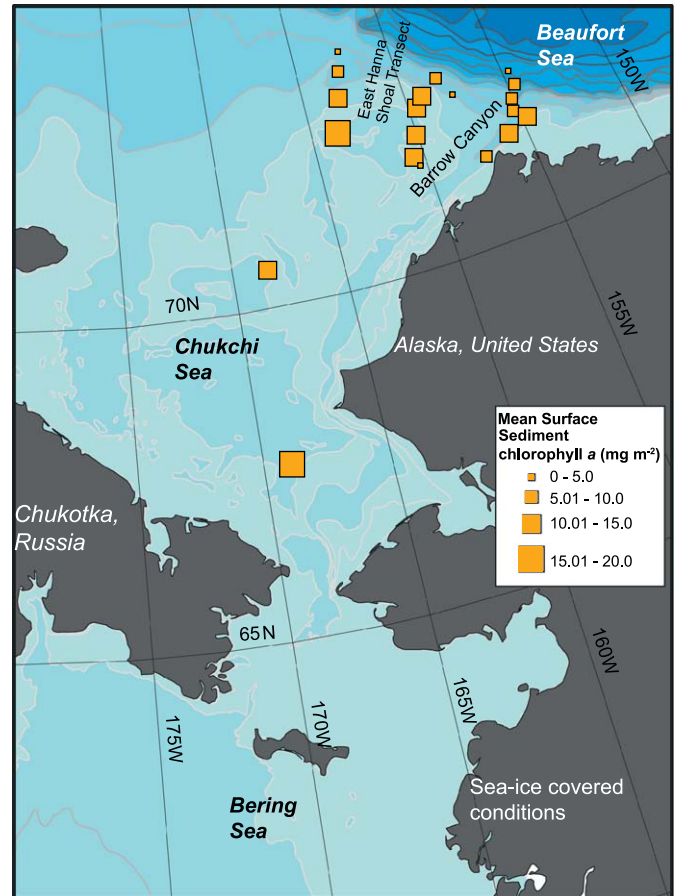 Beaufort
Sea
150W
East Hanna
Shoal Transect
Barrow Canyon
70N
155W
Chukchi
Sea
Alaska, United States
Mean Surface
Sediment
chlorophyll a (mg m-2)
0 - 5.0
5.01 - 10.0
10.01 - 15.0
15.01 - 20.0
Chukotka,
Russia
65N
160W
165W
170W
175W
Sea-ice covered
conditions
Bering
Sea